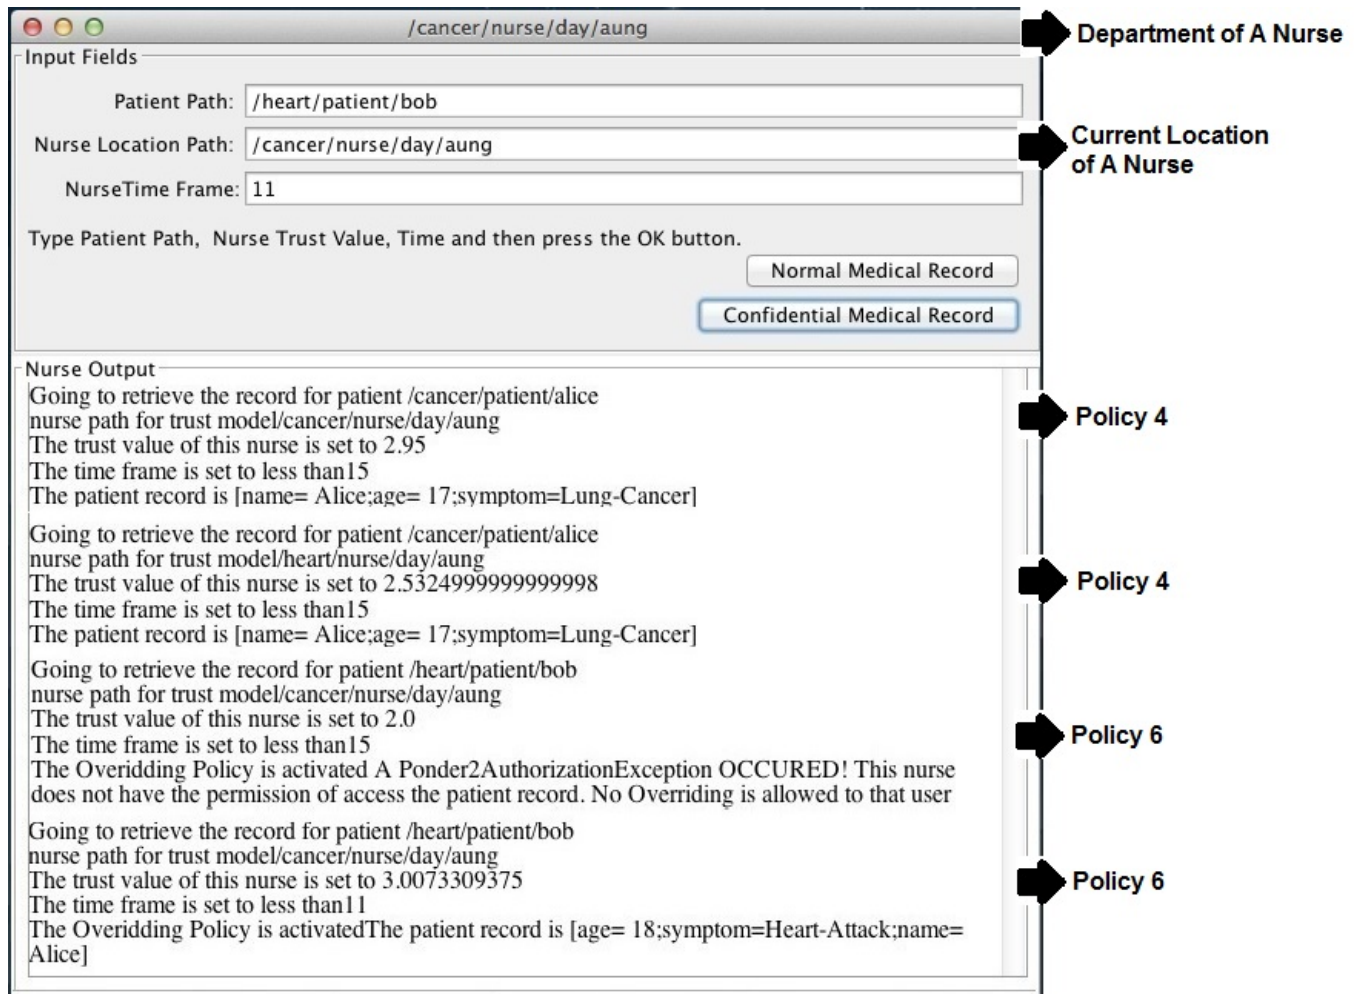 /cancer/nurse/day/aung
Department of A Nurse
Input Fields
Patient Path: /heart/patient/bob
Nurse Location Path: /cancer/nurse/day/aung
Current Location
of A Nurse
NurseTime Frame: 11
Type Patient Path, Nurse Trust Value, Time and then press the OK button.
Normal Medical Record
Confidential Medical Record
Nurse Output
Going to retrieve the record for patient /cancer/patient/alice
nurse path for trust model/cancer/nurse/day/aung
The trust value of this nurse is set to 2.95
The time frame is set to less than15
The patient record is [name= Alice;age= 17;symptom=Lung-Cancer]
Policy 4
Going to retrieve the record for patient /cancer/patient/alice
nurse path for trust model/heart/nurse/day/aung
The trust value of this nurse is set to 2.5324999999999998
The time frame is set to less than15
The patient record is [name= Alice;age= 17;symptom=Lung-Cancer]
Policy 4
Going to retrieve the record for patient /heart/patient/bob
nurse path for trust model/cancer/nurse/day/aung
The trust value of this nurse is set to 2.0
The time frame is set to less than15
The Overidding Policy is activated A Ponder2AuthorizationException OCCURED! This nurse
does not have the permission of access the patient record. No Overriding is allowed to that user
Policy 6
Going to retrieve the record for patient /heart/patient/bob
nurse path for trust model/cancer/nurse/day/aung
The trust value of this nurse is set to 3.0073309375
The time frame is set to less than11
The Overidding Policy is activatedThe patient record is [age= 18;symptom=Heart-Attack;name=
Alice]
Policy 6